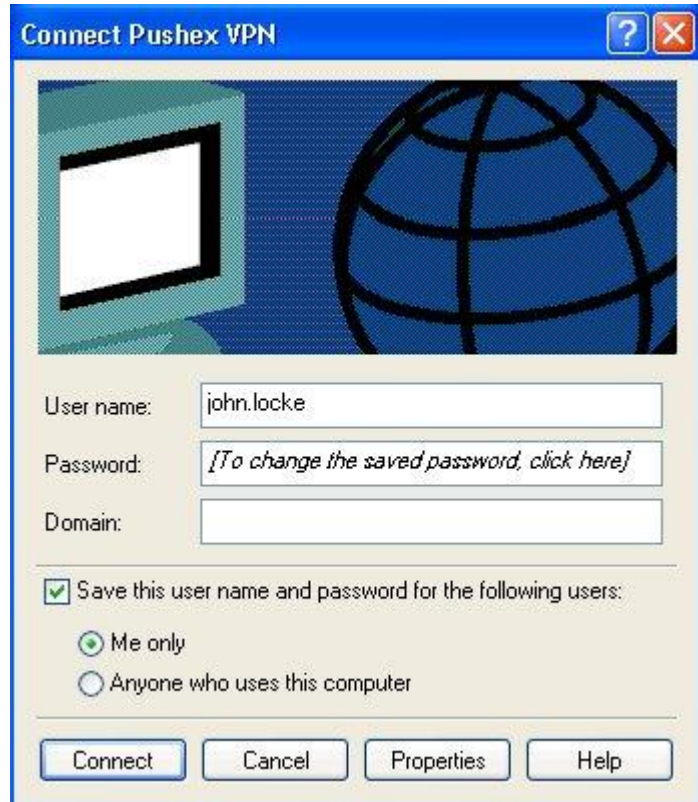 Connect Pushex VPN
User name: john.locke
Password: [To change the saved password, click here]
Domain:
Save this user name and password for the following users:
Me only
Anyone who uses this computer
Connect Cancel Properties Help